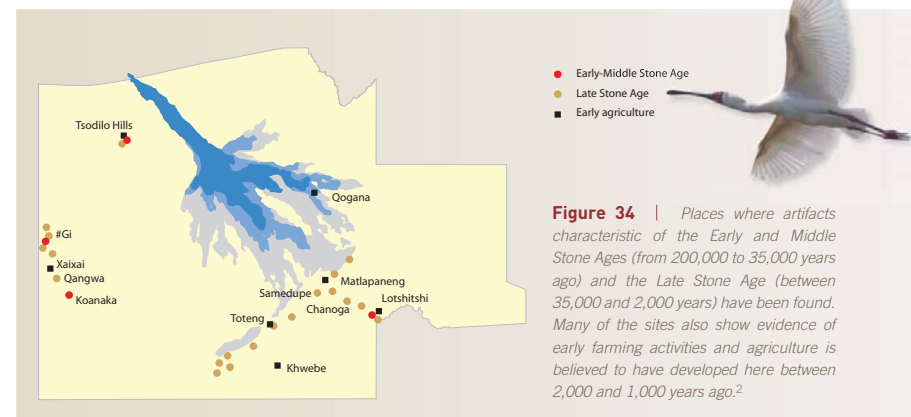 Early-Middle Stone Age
Late Stone Age
Early agriculture
Tsodilo Hills
Qogana
#Gi
Xaixai
Qangwa
Koanaka
Matlapaneng
Samedupe
Lotshitshi
Chanoga
Toteng
Khwebe
Figure 34 | Places where artifacts
characteristic of the Early and Middle
Stone Ages (from 200,000 to 35,000 years
ago) and the Late Stone Age (between
35,000 and 2,000 years) have been found.
Many of the sites also show evidence of
early farming activities and agriculture is
believed to have developed here between
2,000 and 1,000 years ago.2